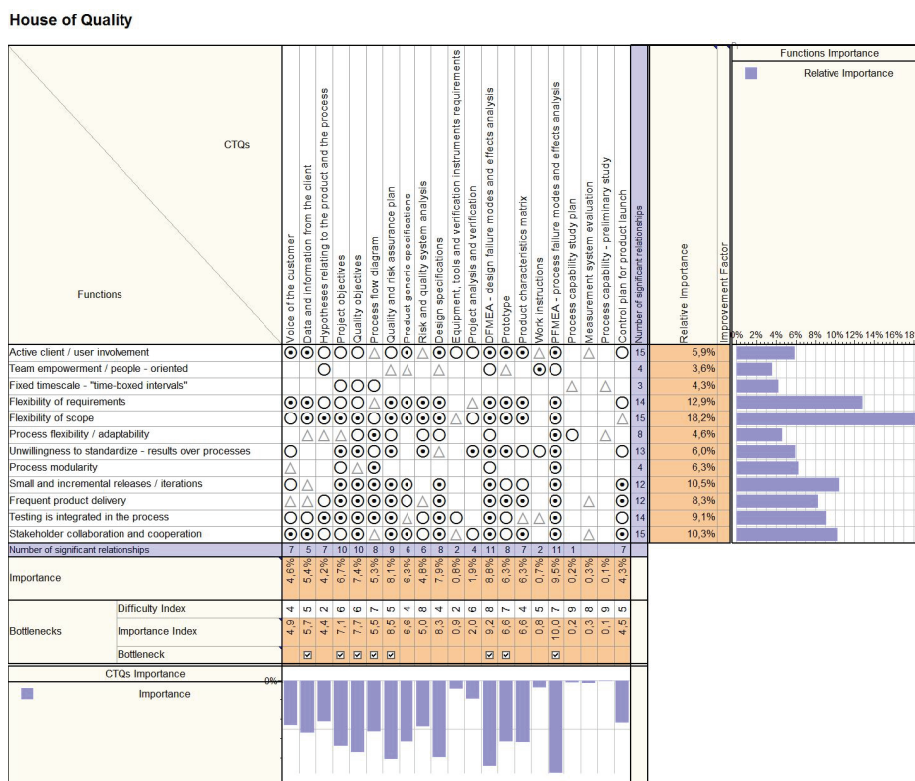 House of Quality
CTQs
Functions
Voice of the customer
Data and information from the client
Hypotheses relating to the product and the process
Project objectives
Quality objectives
Process flow diagram
Quality and risk assurance plan
Product generic specifications
Risk and quality system analysis
Design specifications
Equipment, tools and verification instruments requirements
Project analysis and verification
DFMEA - design failure modes and effects analysis
Prototype
Product characteristics matrix
Work instructions
PFMEA - process failure modes and effects analysis
Process capability study plan
Measurement system evaluation
Process capability - preliminary study
Control plan for product launch
Number of significant relationships
Relative Importance
Improvement Factor
Functions Importance
Relative Importance
0% 2% 4% 6% 8% 10% 12% 14% 16% 18%
Active client / user involvement 15 5,9%
Team empowerment / people - oriented 4 3,6%
Fixed timescale - "time-boxed intervals" 3 4,3%
Flexibility of requirements 14 12,9%
Flexibility of scope 15 18,2%
Process flexibility / adaptability 8 4,6%
Unwillingness to standardize - results over processes 13 6,0%
Process modularity 4 6,3%
Small and incremental releases / iterations 12 10,5%
Frequent product delivery 12 8,3%
Testing is integrated in the process 14 9,1%
Stakeholder collaboration and cooperation 15 10,3%
Number of significant relationships 7 5 7 10 10 8 9 6 6 8 2 4 11 8 7 2 11 1 7
Importance 4,6% 5,4% 4,2% 6,7% 7,4% 5,3% 8,1% 6,3% 4,8% 7,9% 0,8% 1,9% 8,8% 6,3% 6,3% 0,7% 9,5% 0,2% 0,3% 0,1% 4,3%
Bottlenecks
Difficulty Index 4 5 2 6 6 7 5 4 8 4 2 6 8 7 4 5 7 9 8 9 5
Importance Index 4,9 5,7 4,4 7,1 7,7 5,5 8,5 6,6 5,0 8,3 0,9 2,0 9,2 6,6 6,6 0,8 10,0 0,2 0,3 0,1 4,5
Bottleneck
CTQs Importance
0%
Importance